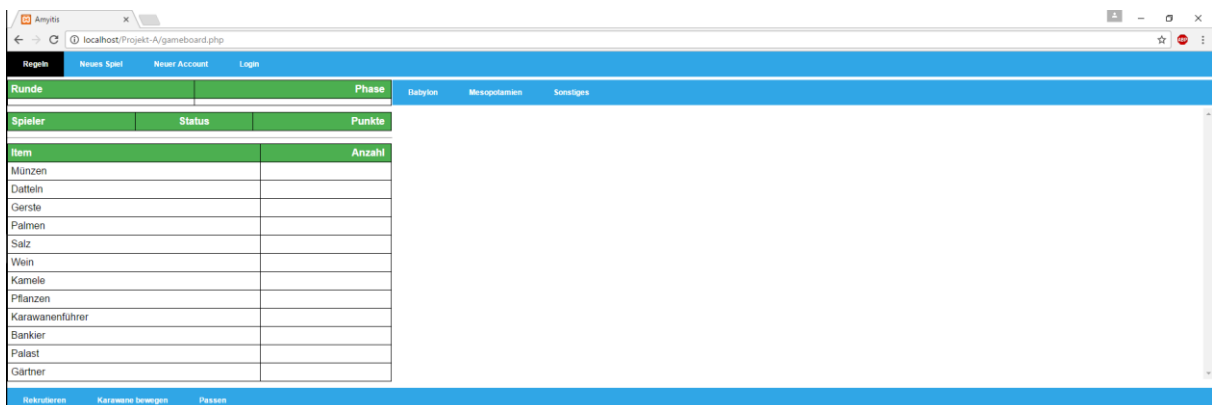 Amyitis
localhost/Projekt-A/gameboard.php
ABP
Regeln Neues Spiel Neuer Account Login
Runde Phase
Babylon Mesopotamien Sonstiges
Spieler Status Punkte
Item Anzahl
Münzen
Datteln
Gerste
Palmen
Salz
Wein
Kamele
Pflanzen
Karawanenführer
Bankier
Palast
Gärtner
Rekrutieren Karawane bewegen Passen